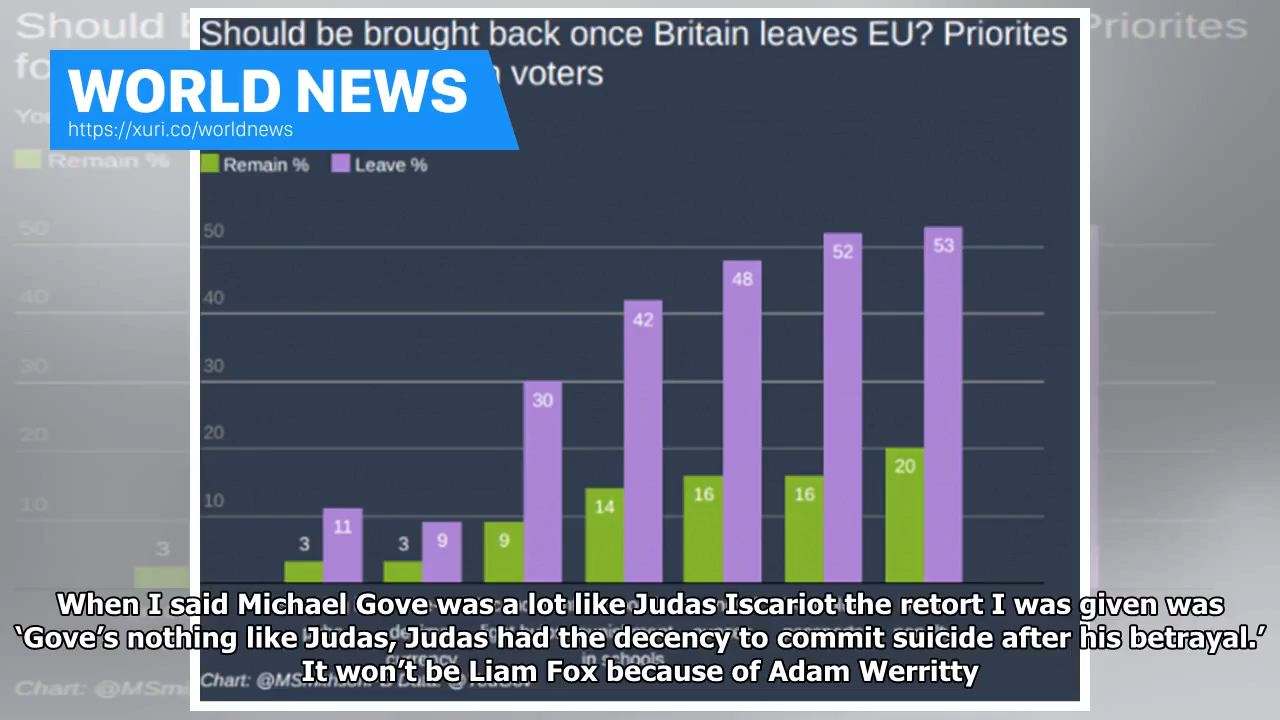 Should be brought back once Britain leaves EU? Priorites
voters
WORLD NEWS
https://xuri.co/worldnews
Remain %
Leave %
50
40
30
20
10
3
11
3
9
9
30
14
42
16
48
16
52
20
53
currency
in schools
When I said Michael Gove was a lot like Judas Iscariot the retort I was given was
‘Gove’s nothing like Judas, Judas had the decency to commit suicide after his betrayal.’
It won’t be Liam Fox because of Adam Werritty
Chart: